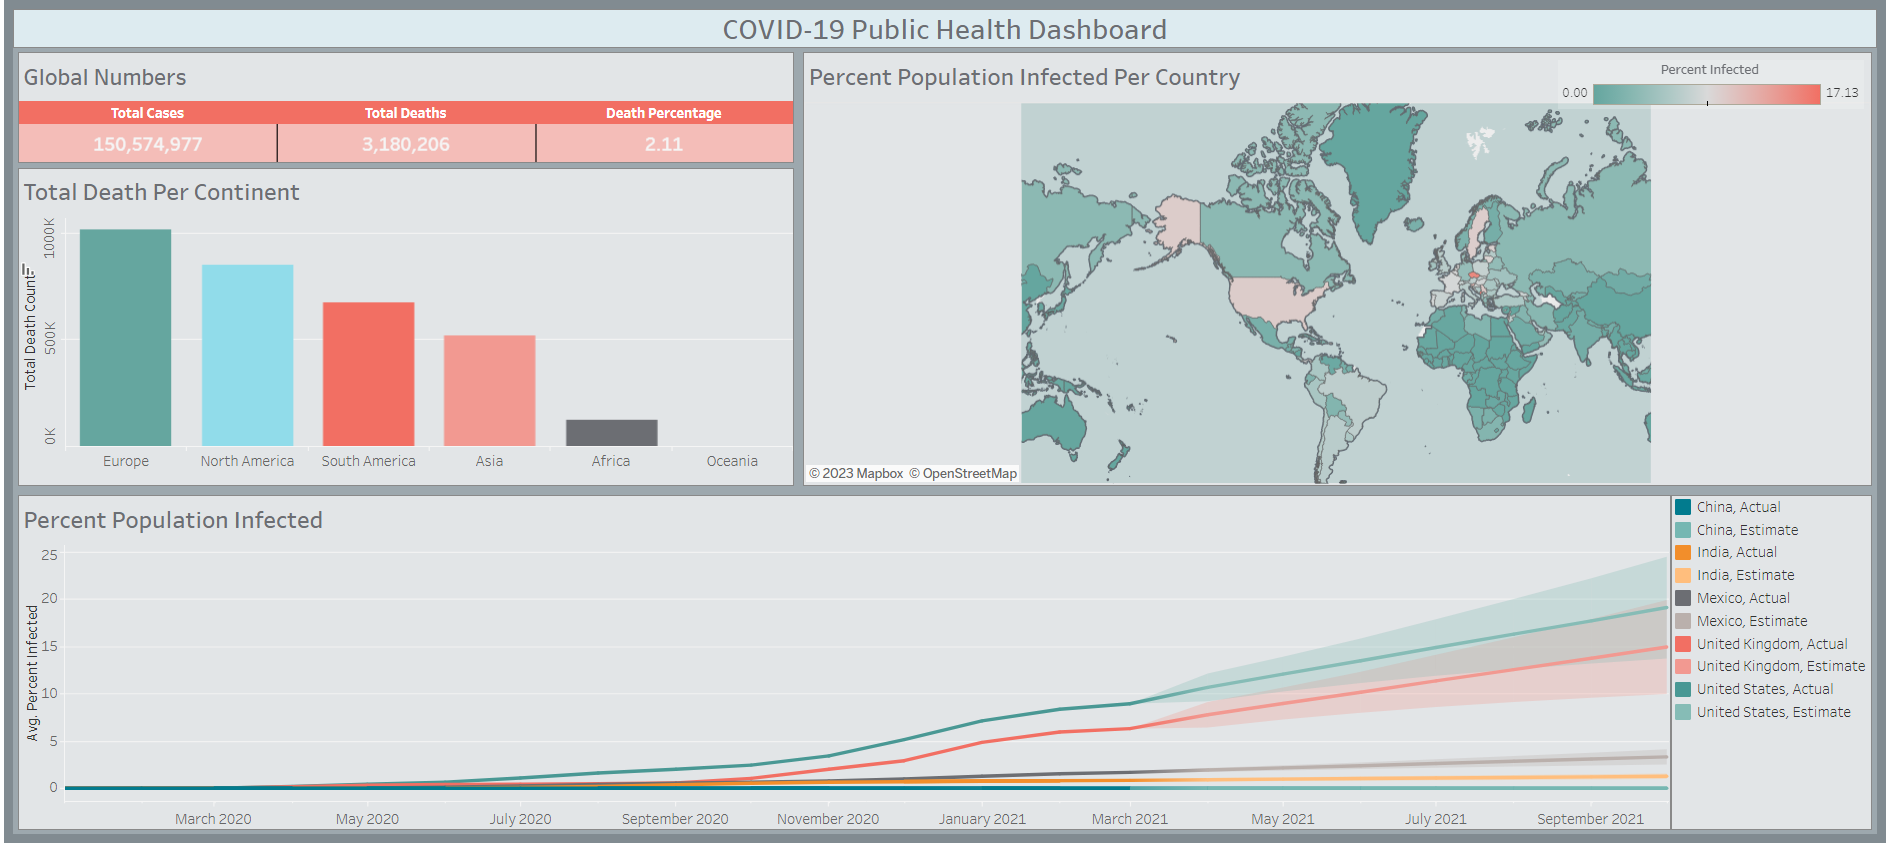 COVID-19 Public Health Dashboard
Global Numbers
Total Cases Total Deaths Death Percentage
150,574,977 3,180,206 2.11
Total Death Per Continent
Total Death Count
1000K
500K
0K
Europe North America South America Asia Africa Oceania
Percent Population Infected Per Country
Percent Infected
0.00 17.13
© 2023 Mapbox © OpenStreetMap
Percent Population Infected
Avg. Percent Infected
25
20
15
10
5
0
March 2020 May 2020 July 2020 September 2020 November 2020 January 2021 March 2021 May 2021 July 2021 September 2021
China, Actual
China, Estimate
India, Actual
India, Estimate
Mexico, Actual
Mexico, Estimate
United Kingdom, Actual
United Kingdom, Estimate
United States, Actual
United States, Estimate